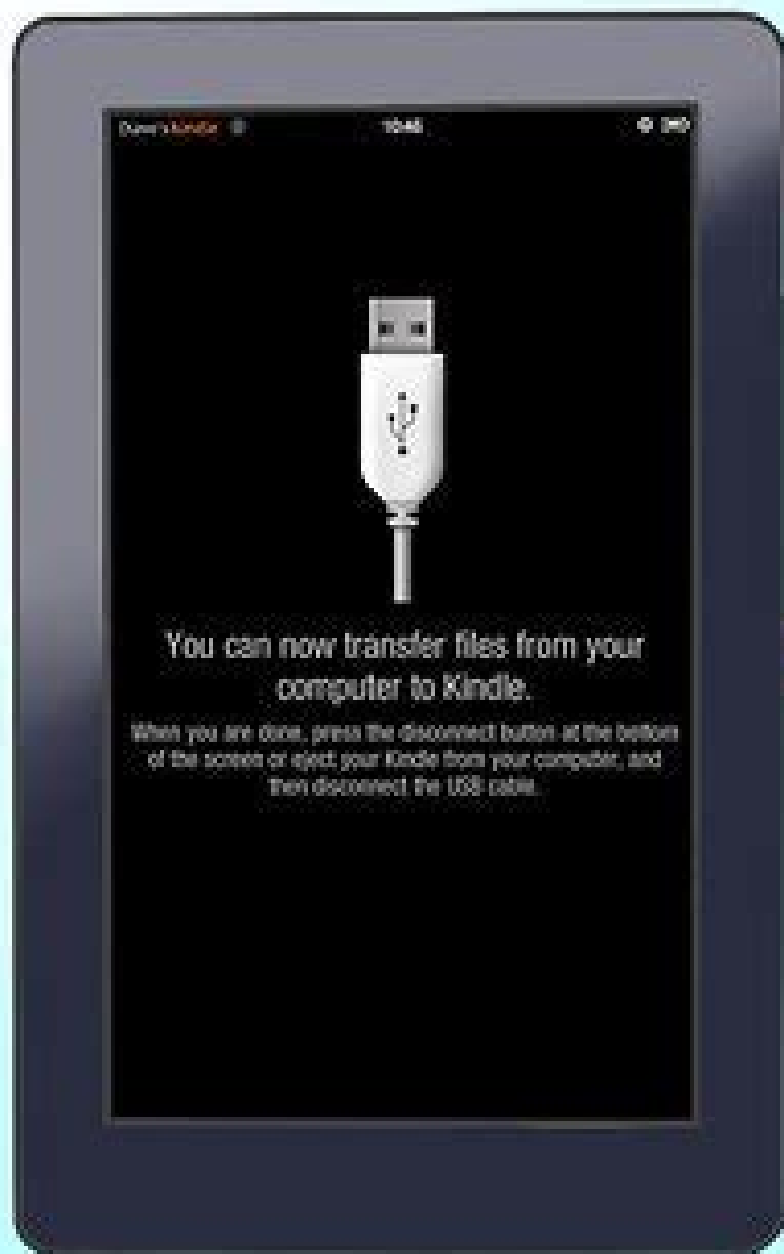 Dave's Kindle
10:46
You can now transfer files from your
computer to Kindle.
When you are done, press the disconnect button at the bottom
of the screen or eject your Kindle from your computer, and
then disconnect the USB cable.